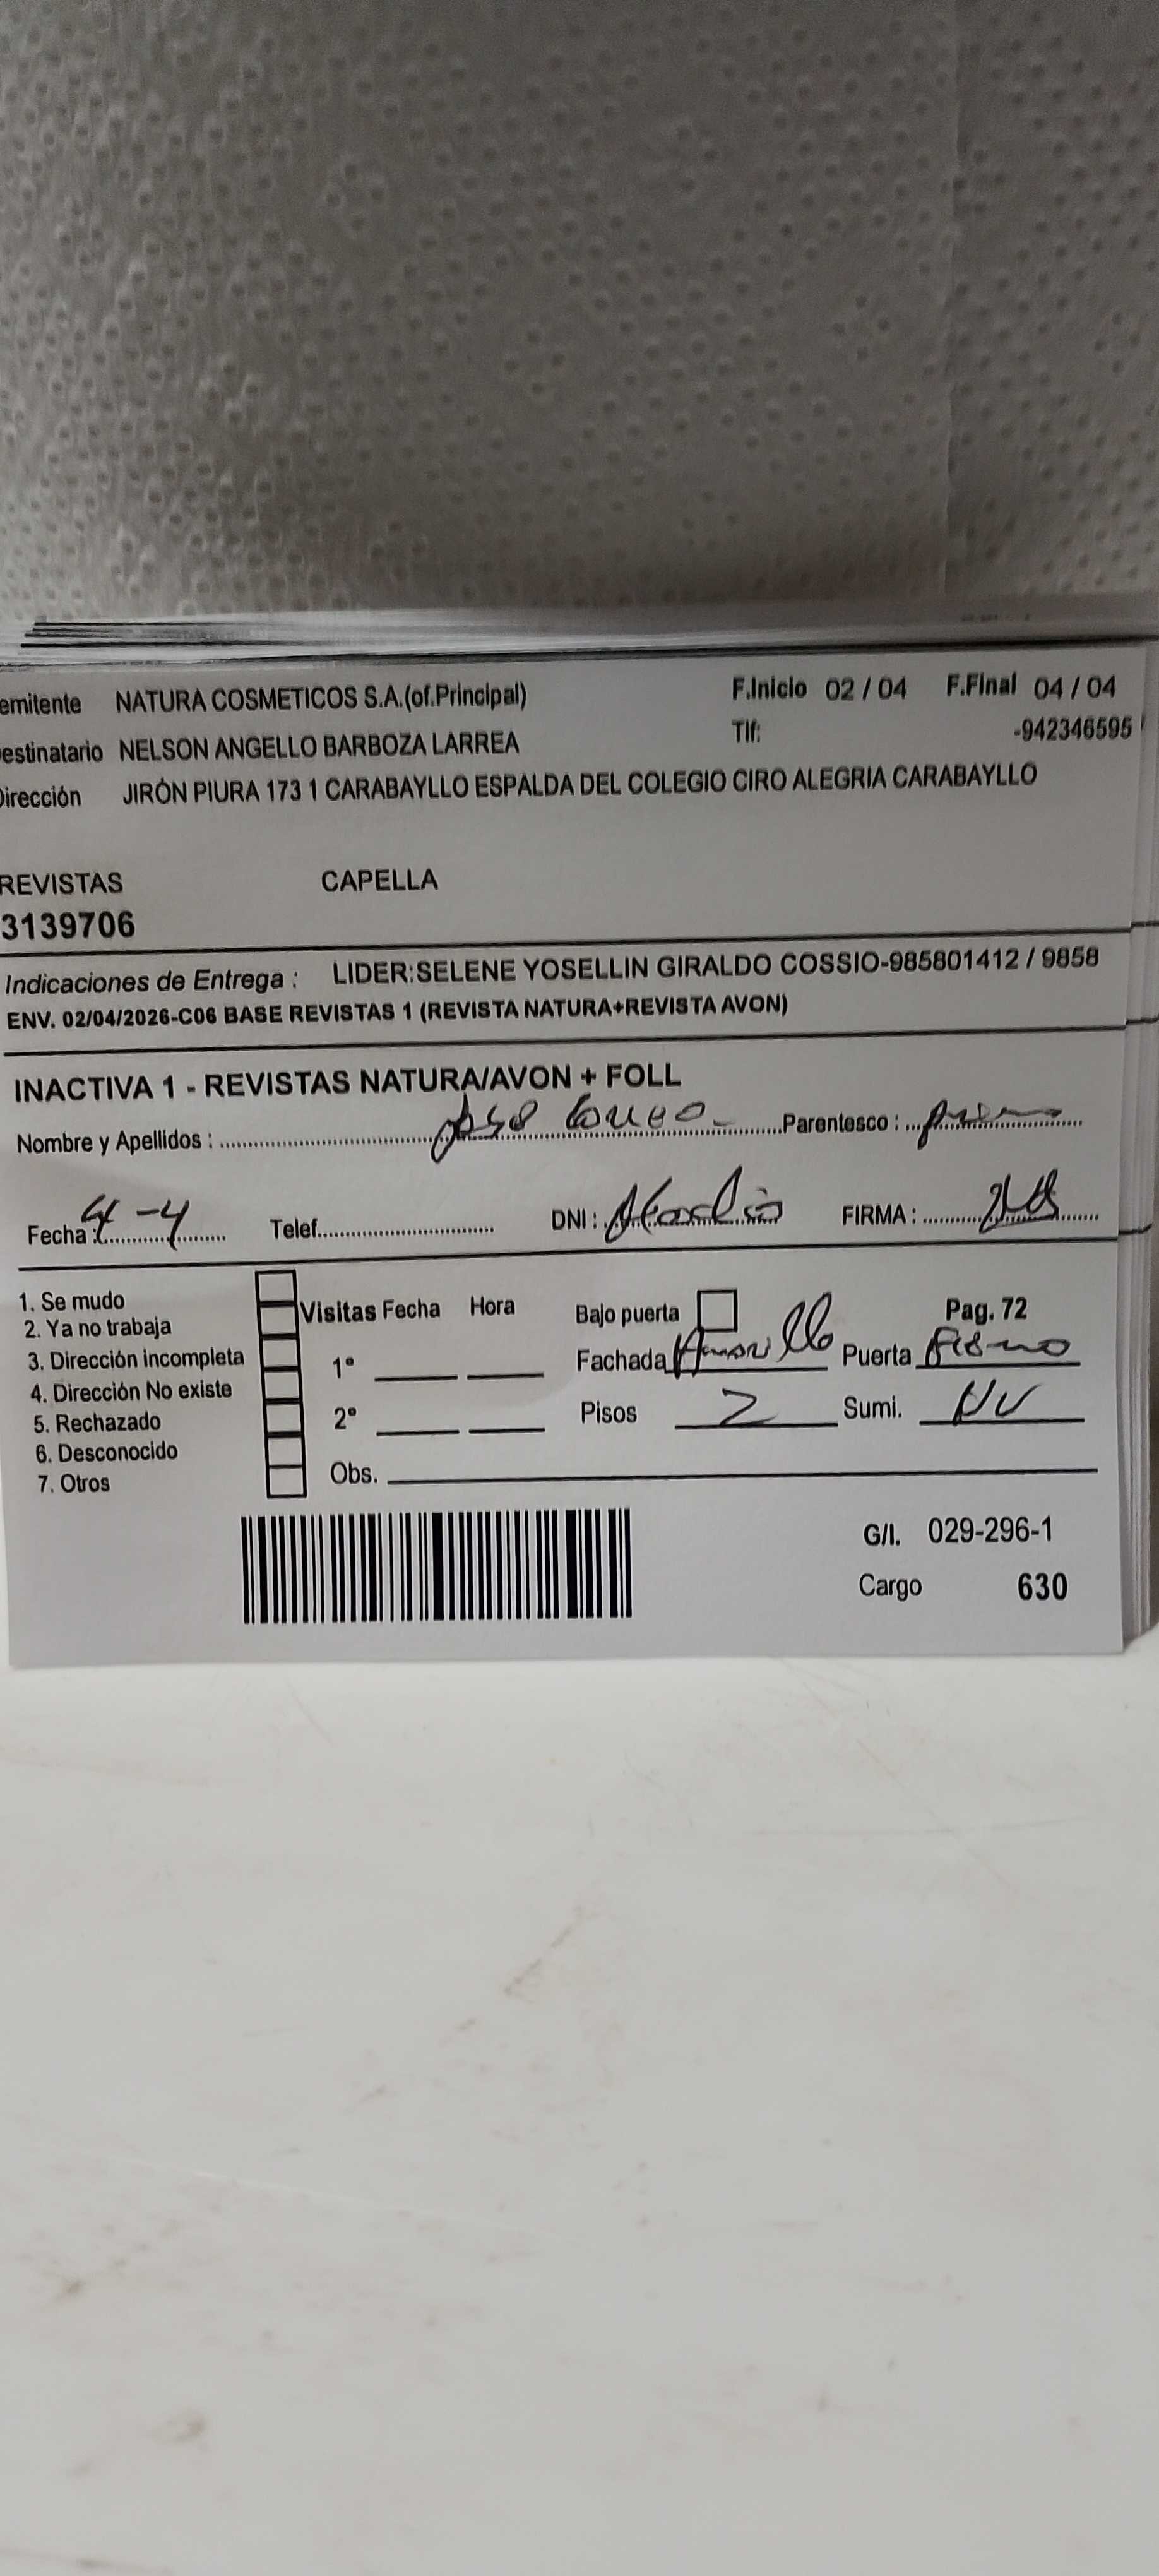 emitente NATURA COSMETICOS S.A.(of.Principal) F.Inicio 02 / 04 F.Final 04 / 04
estinatario NELSON ANGELLO BARBOZA LARREA Tlf: -942346595
Dirección JIRÓN PIURA 173 1 CARABAYLLO ESPALDA DEL COLEGIO CIRO ALEGRIA CARABAYLLO
REVISTAS CAPELLA
3139706
Indicaciones de Entrega : LIDER:SELENE YOSELLIN GIRALDO COSSIO-985801412 / 9858
ENV. 02/04/2026-C06 BASE REVISTAS 1 (REVISTA NATURA+REVISTA AVON)
INACTIVA 1 - REVISTAS NATURA/AVON + FOLL
Nombre y Apellidos : Parentesco :
Fecha : 4-4 Telef. DNI : FIRMA :
1. Se mudo
2. Ya no trabaja
3. Dirección incompleta
4. Dirección No existe
5. Rechazado
6. Desconocido
7. Otros
Visitas Fecha Hora
1º
2º
Obs.
Bajo puerta Pag. 72
Fachada Amarillo Puerta
Pisos 2 Sumi. NV
G/I. 029-296-1
Cargo 630